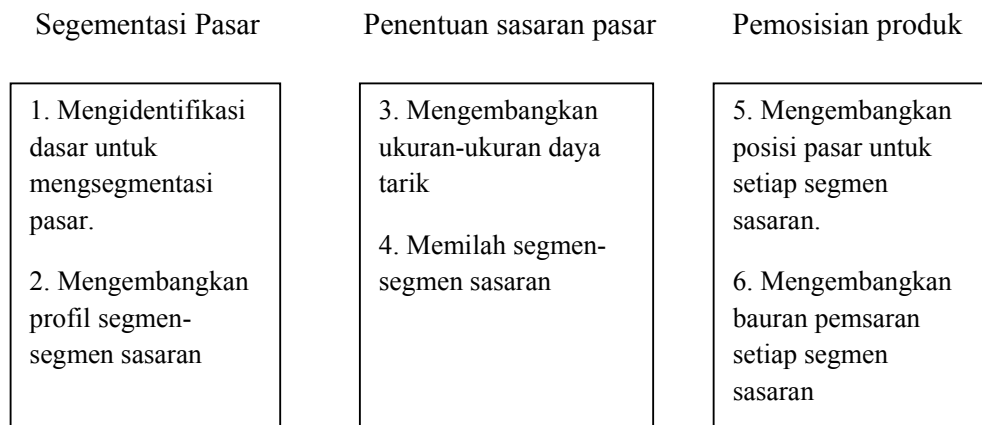 Segementasi Pasar
Penentuan sasaran pasar
Pemosisian produk
1. Mengidentifikasi
dasar untuk
mengsegmentasi
pasar.
2. Mengembangkan
profil segmen-
segmen sasaran
3. Mengembangkan
ukuran-ukuran daya
tarik
4. Memilah segmen-
segmen sasaran
5. Mengembangkan
posisi pasar untuk
setiap segmen
sasaran.
6. Mengembangkan
bauran pemsaran
setiap segmen
sasaran